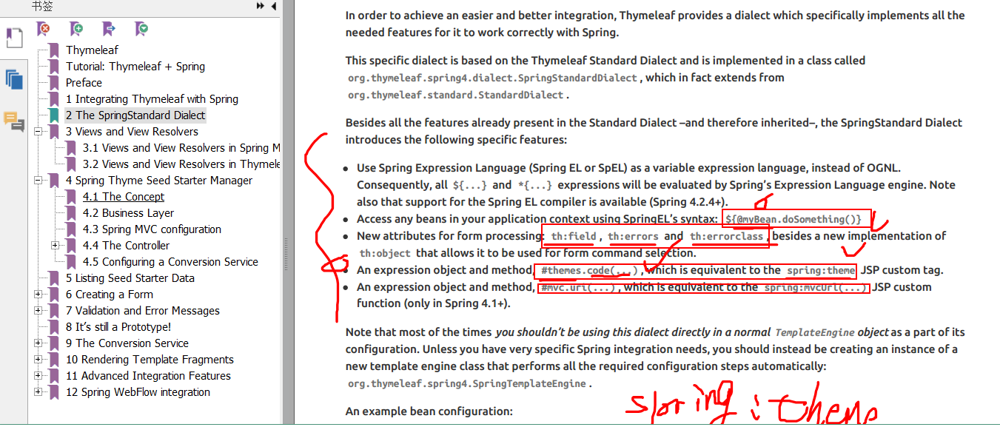 书签
Thymeleaf
Tutorial: Thymeleaf + Spring
Preface
1 Integrating Thymeleaf with Spring
2 The SpringStandard Dialect
3 Views and View Resolvers
3.1 Views and View Resolvers in Spring M
3.2 Views and View Resolvers in Thymele
4 Spring Thyme Seed Starter Manager
4.1 The Concept
4.2 Business Layer
4.3 Spring MVC configuration
4.4 The Controller
4.5 Configuring a Conversion Service
5 Listing Seed Starter Data
6 Creating a Form
7 Validation and Error Messages
8 It’s still a Prototype!
9 The Conversion Service
10 Rendering Template Fragments
11 Advanced Integration Features
12 Spring WebFlow integration
In order to achieve an easier and better integration, Thymeleaf provides a dialect which specifically implements all the
needed features for it to work correctly with Spring.
This specific dialect is based on the Thymeleaf Standard Dialect and is implemented in a class called
org.thymeleaf.spring4.dialect.SpringStandardDialect , which in fact extends from
org.thymeleaf.standard.StandardDialect .
Besides all the features already present in the Standard Dialect –and therefore inherited–, the SpringStandard Dialect
introduces the following specific features:
• Use Spring Expression Language (Spring EL or SpEL) as a variable expression language, instead of OGNL.
Consequently, all ${...} and *{...} expressions will be evaluated by Spring’s Expression Language engine. Note
also that support for the Spring EL compiler is available (Spring 4.2.4+).
• Access any beans in your application context using SpringEL’s syntax: ${@myBean.doSomething()}
• New attributes for form processing: th:field , th:errors and th:errorclass , besides a new implementation of
th:object that allows it to be used for form command selection.
• An expression object and method, #themes.code(...) , which is equivalent to the spring:theme JSP custom tag.
• An expression object and method, #mvc.uri(...) , which is equivalent to the spring:mvcUrl(...) JSP custom
function (only in Spring 4.1+).
Note that most of the times you shouldn’t be using this dialect directly in a normal TemplateEngine object as a part of its
configuration. Unless you have very specific Spring integration needs, you should instead be creating an instance of a
new template engine class that performs all the required configuration steps automatically:
org.thymeleaf.spring4.SpringTemplateEngine .
An example bean configuration:
spring : theme